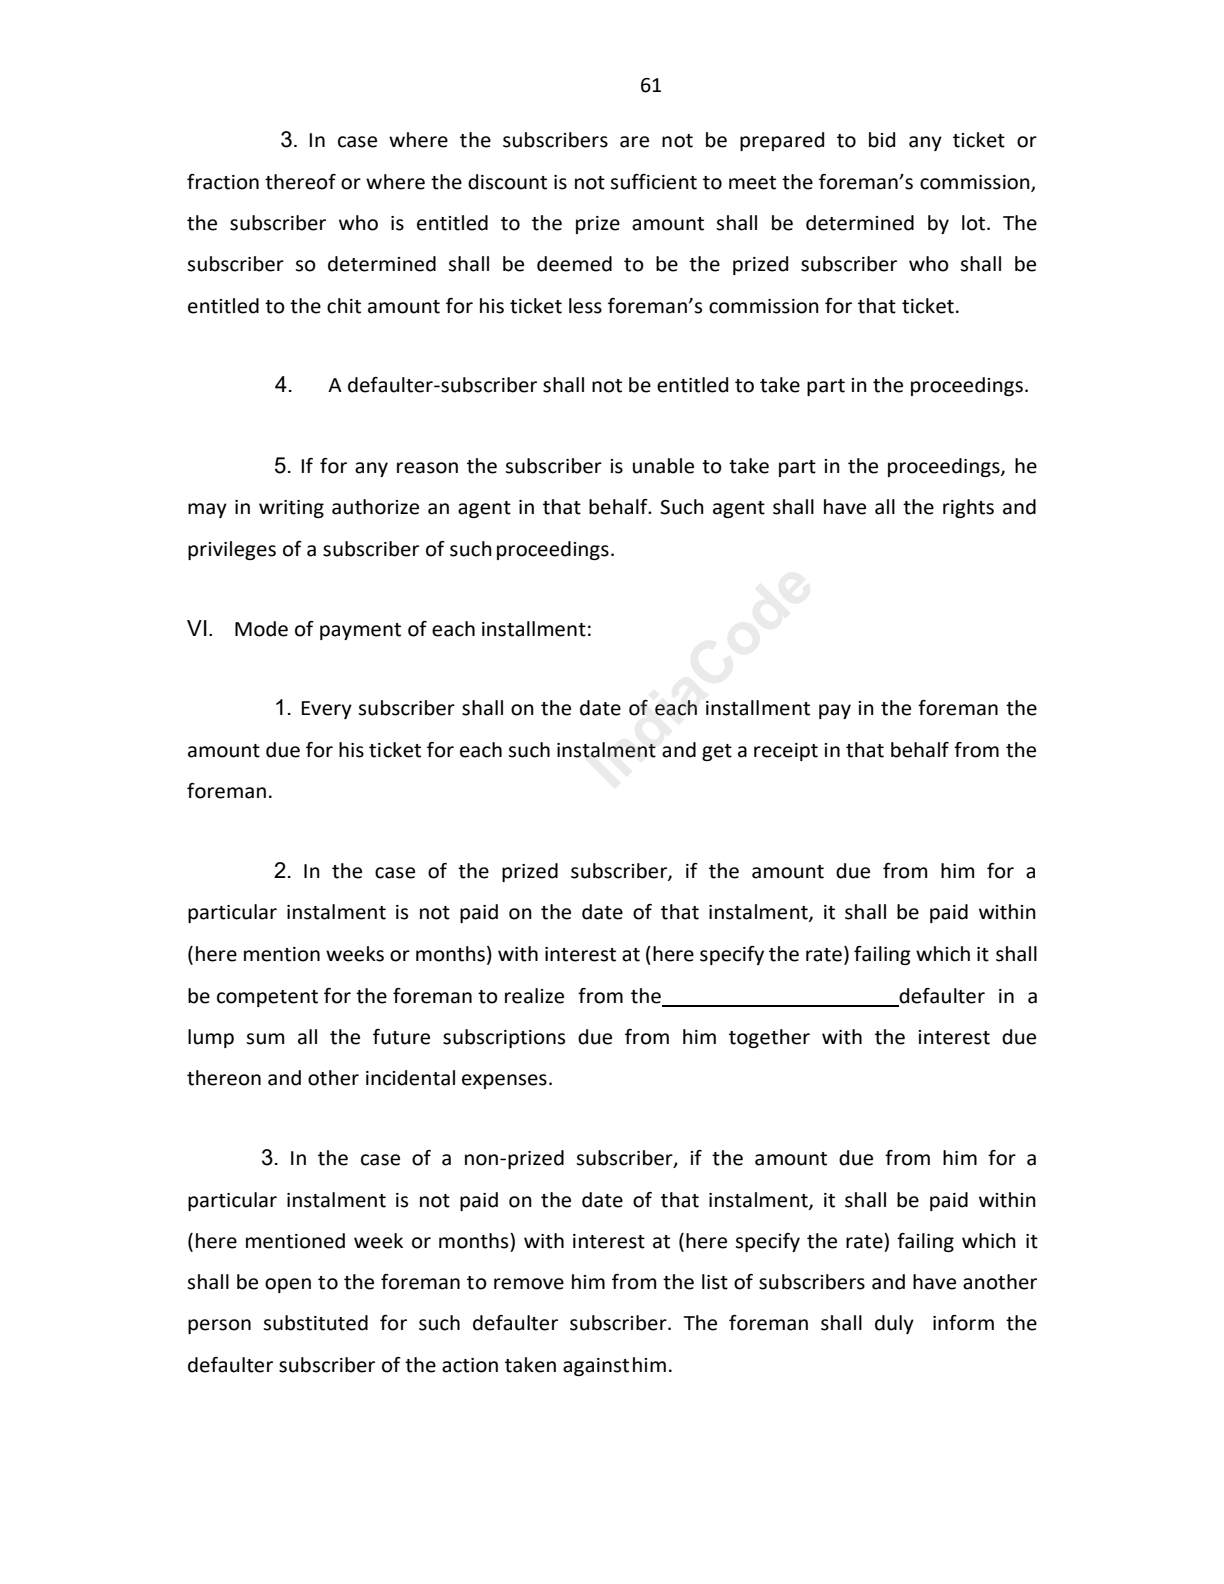 61
3. In case where the subscribers are not be prepared to bid any ticket or
fraction thereof or where the discount is not sufficient to meet the foreman’s commission,
the subscriber who is entitled to the prize amount shall be determined by lot. The
subscriber so determined shall be deemed to be the prized subscriber who shall be
entitled to the chit amount for his ticket less foreman’s commission for that ticket.
4. A defaulter-subscriber shall not be entitled to take part in the proceedings.
5. If for any reason the subscriber is unable to take part in the proceedings, he
may in writing authorize an agent in that behalf. Such agent shall have all the rights and
privileges of a subscriber of such proceedings.
VI. Mode of payment of each installment:
1. Every subscriber shall on the date of each installment pay in the foreman the
amount due for his ticket for each such instalment and get a receipt in that behalf from the
foreman.
2. In the case of the prized subscriber, if the amount due from him for a
particular instalment is not paid on the date of that instalment, it shall be paid within
(here mention weeks or months) with interest at (here specify the rate) failing which it shall
be competent for the foreman to realize from the______________________defaulter in a
lump sum all the future subscriptions due from him together with the interest due
thereon and other incidental expenses.
3. In the case of a non-prized subscriber, if the amount due from him for a
particular instalment is not paid on the date of that instalment, it shall be paid within
(here mentioned week or months) with interest at (here specify the rate) failing which it
shall be open to the foreman to remove him from the list of subscribers and have another
person substituted for such defaulter subscriber. The foreman shall duly inform the
defaulter subscriber of the action taken against him.
IndiaCode